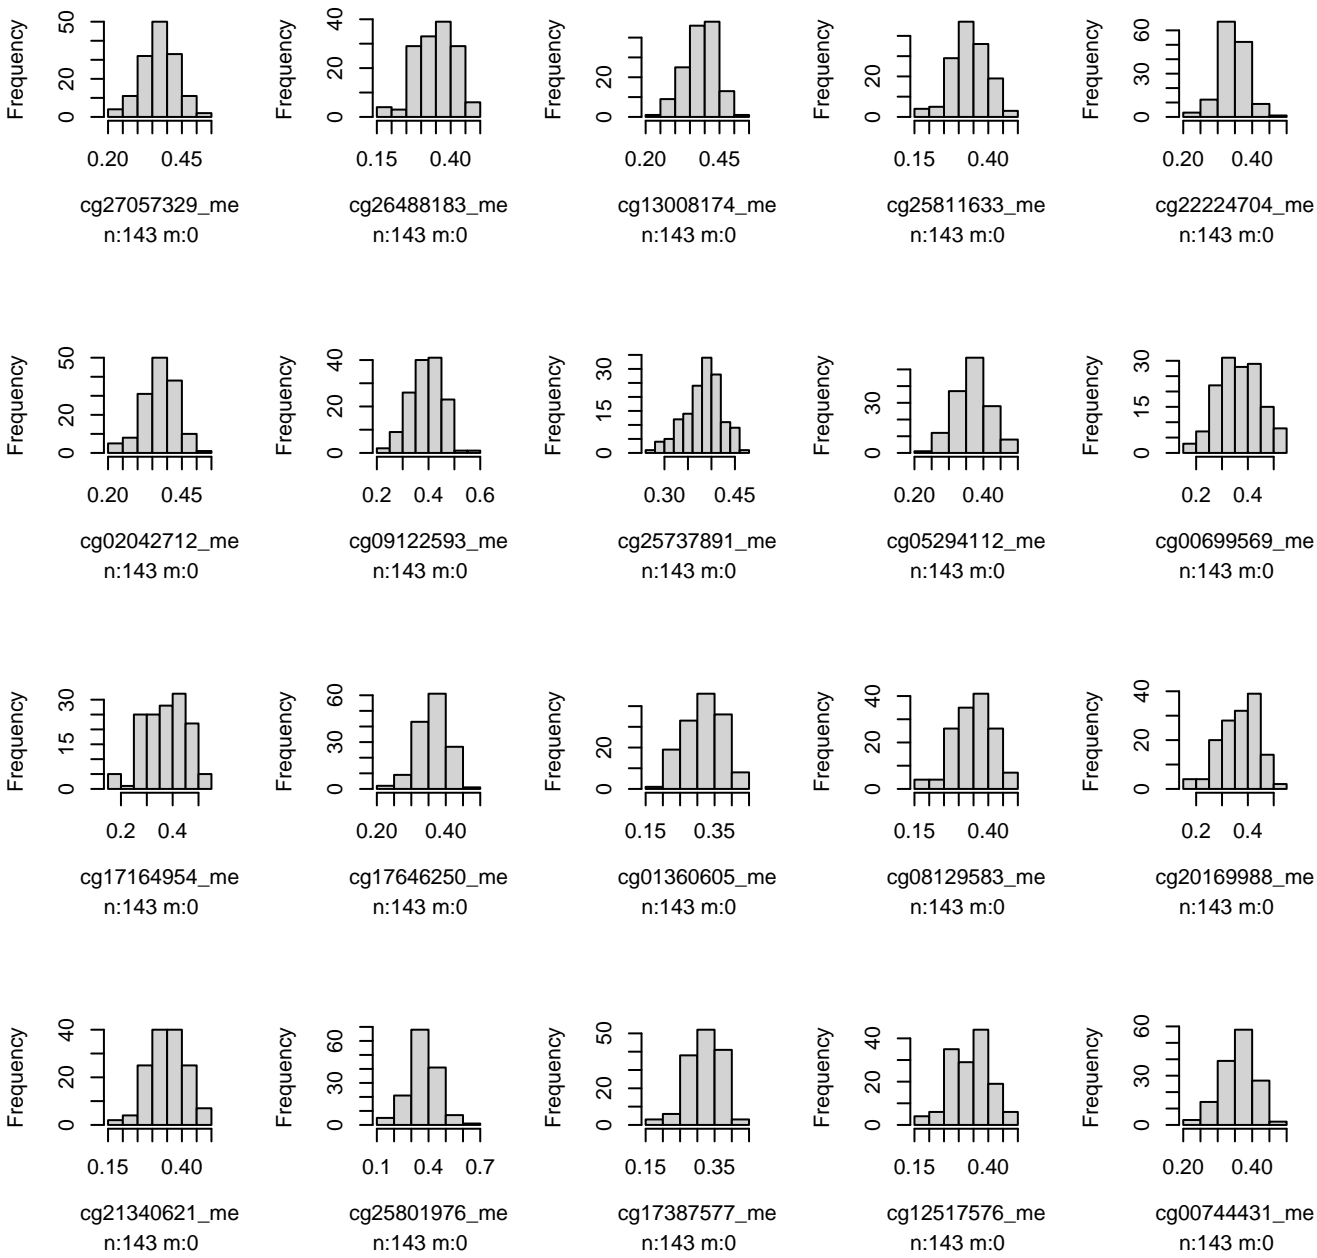 Frequency
0 20 50
0.20 0.45
cg27057329_me
n:143 m:0
Frequency
0 20 40
0.15 0.40
cg26488183_me
n:143 m:0
Frequency
0 20
0.20 0.45
cg13008174_me
n:143 m:0
Frequency
0 20
0.15 0.40
cg25811633_me
n:143 m:0
Frequency
0 30 60
0.20 0.40
cg22224704_me
n:143 m:0
Frequency
0 20 50
0.20 0.45
cg02042712_me
n:143 m:0
Frequency
0 20 40
0.2 0.4 0.6
cg09122593_me
n:143 m:0
Frequency
0 15 30
0.30 0.45
cg25737891_me
n:143 m:0
Frequency
0 30
0.20 0.40
cg05294112_me
n:143 m:0
Frequency
0 15 30
0.2 0.4
cg00699569_me
n:143 m:0
Frequency
0 15 30
0.2 0.4
cg17164954_me
n:143 m:0
Frequency
0 30 60
0.20 0.40
cg17646250_me
n:143 m:0
Frequency
0 20
0.15 0.35
cg01360605_me
n:143 m:0
Frequency
0 20 40
0.15 0.40
cg08129583_me
n:143 m:0
Frequency
0 20 40
0.2 0.4
cg20169988_me
n:143 m:0
Frequency
0 20 40
0.15 0.40
cg21340621_me
n:143 m:0
Frequency
0 30 60
0.1 0.4 0.7
cg25801976_me
n:143 m:0
Frequency
0 20 50
0.15 0.35
cg17387577_me
n:143 m:0
Frequency
0 20 40
0.15 0.40
cg12517576_me
n:143 m:0
Frequency
0 30 60
0.20 0.40
cg00744431_me
n:143 m:0